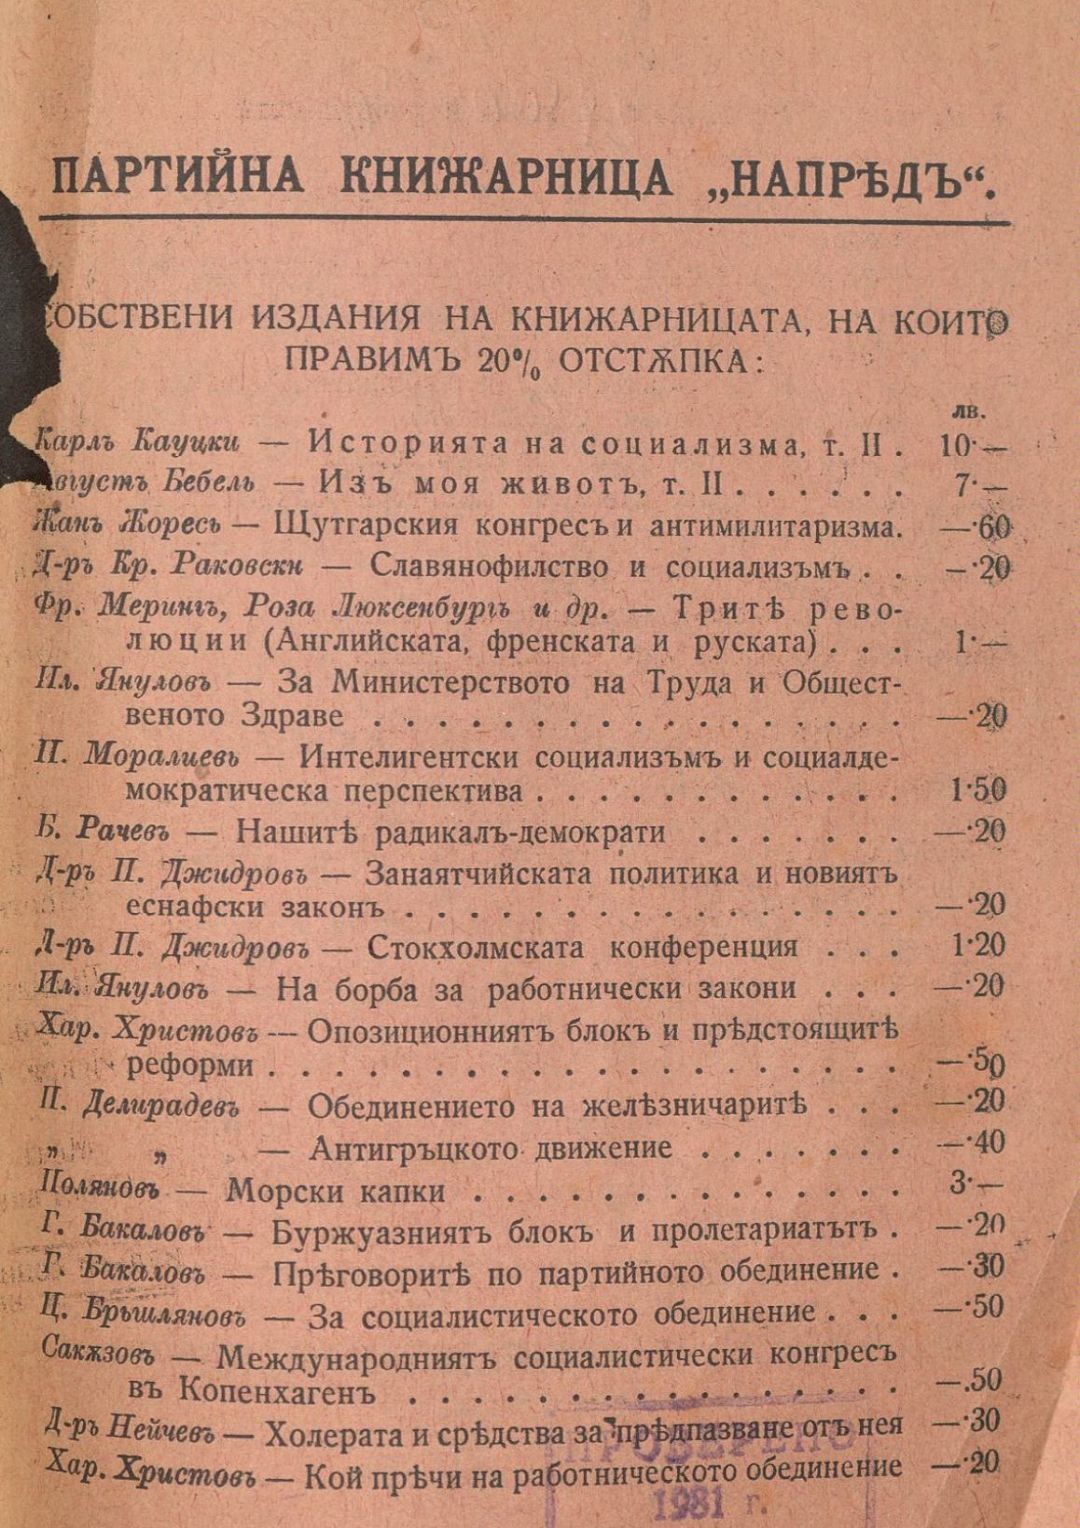 ПАРТИЙНА КНИЖАРНИЦА „НАПРѢДЪ“.
СОБСТВЕНИ ИЗДАНИЯ НА КНИЖАРНИЦАТА, НА КОИТО
ПРАВИМЪ 20% ОТСТѪПКА:
лв.
Карлъ Кауцки — Историята на социализма, т. II . 10·—
Августъ Бебель — Изъ моя животъ, т. II . . . . . . 7·—
Жанъ Жоресь — Щутгарския конгресъ и антимилитаризма. —·60
Д-ръ Кр. Раковски — Славянофилство и социализъмъ . . —·20
Фр. Мерингъ, Роза Люксенбургъ и др. — Тритѣ рево-
люции (Английската, френската и руската) . . . 1·—
Ил. Януловъ — За Министерството на Труда и Общест-
веното Здраве . . . . . . . . . . . . . . . . . —·20
П. Моралиевъ — Интелигентски социализъмъ и социалде-
мократическа перспектива . . . . . . . . . . . . . 1·50
Б. Рачевъ — Нашитѣ радикалъ-демократи . . . . . . . —·20
Д-ръ П. Джидровъ — Занаятчийската политика и новиятъ
еснафски законъ . . . . . . . . . . . . . . . . —·20
Д-ръ П. Джидровъ — Стокхолмската конференция . . . 1·20
Ил. Януловъ — На борба за работнически закони . . . —·20
Хар. Христовъ — Опозиционниятъ блокъ и прѣдстоящитѣ
реформи . . . . . . . . . . . . . . . . . . . . —·50
П. Делирадевъ — Обединението на желѣзничаритѣ . . . —·20
„ „ — Антигръцкото движение . . . . . . . —·40
Поляновъ — Морски капки . . . . . . . . . . . . . . 3·—
Г. Бакаловъ — Буржуазниятъ блокъ и пролетариатътъ . —·20
Г. Бакаловъ — Прѣговоритѣ по партийното обединение . —·30
Ц. Бръшляновъ — За социалистическото обединение . . . —·50
Сакѫзовъ — Международниятъ социалистически конгресъ
въ Копенхагенъ . . . . . . . . . . . . . . . . —.50
Д-ръ Нейчевъ — Холерата и срѣдства за прѣдпазване отъ нея —·30
Хар. Христовъ — Кой прѣчи на работническото обединение —·20
ПРОВЕРЕНО
1981 г.